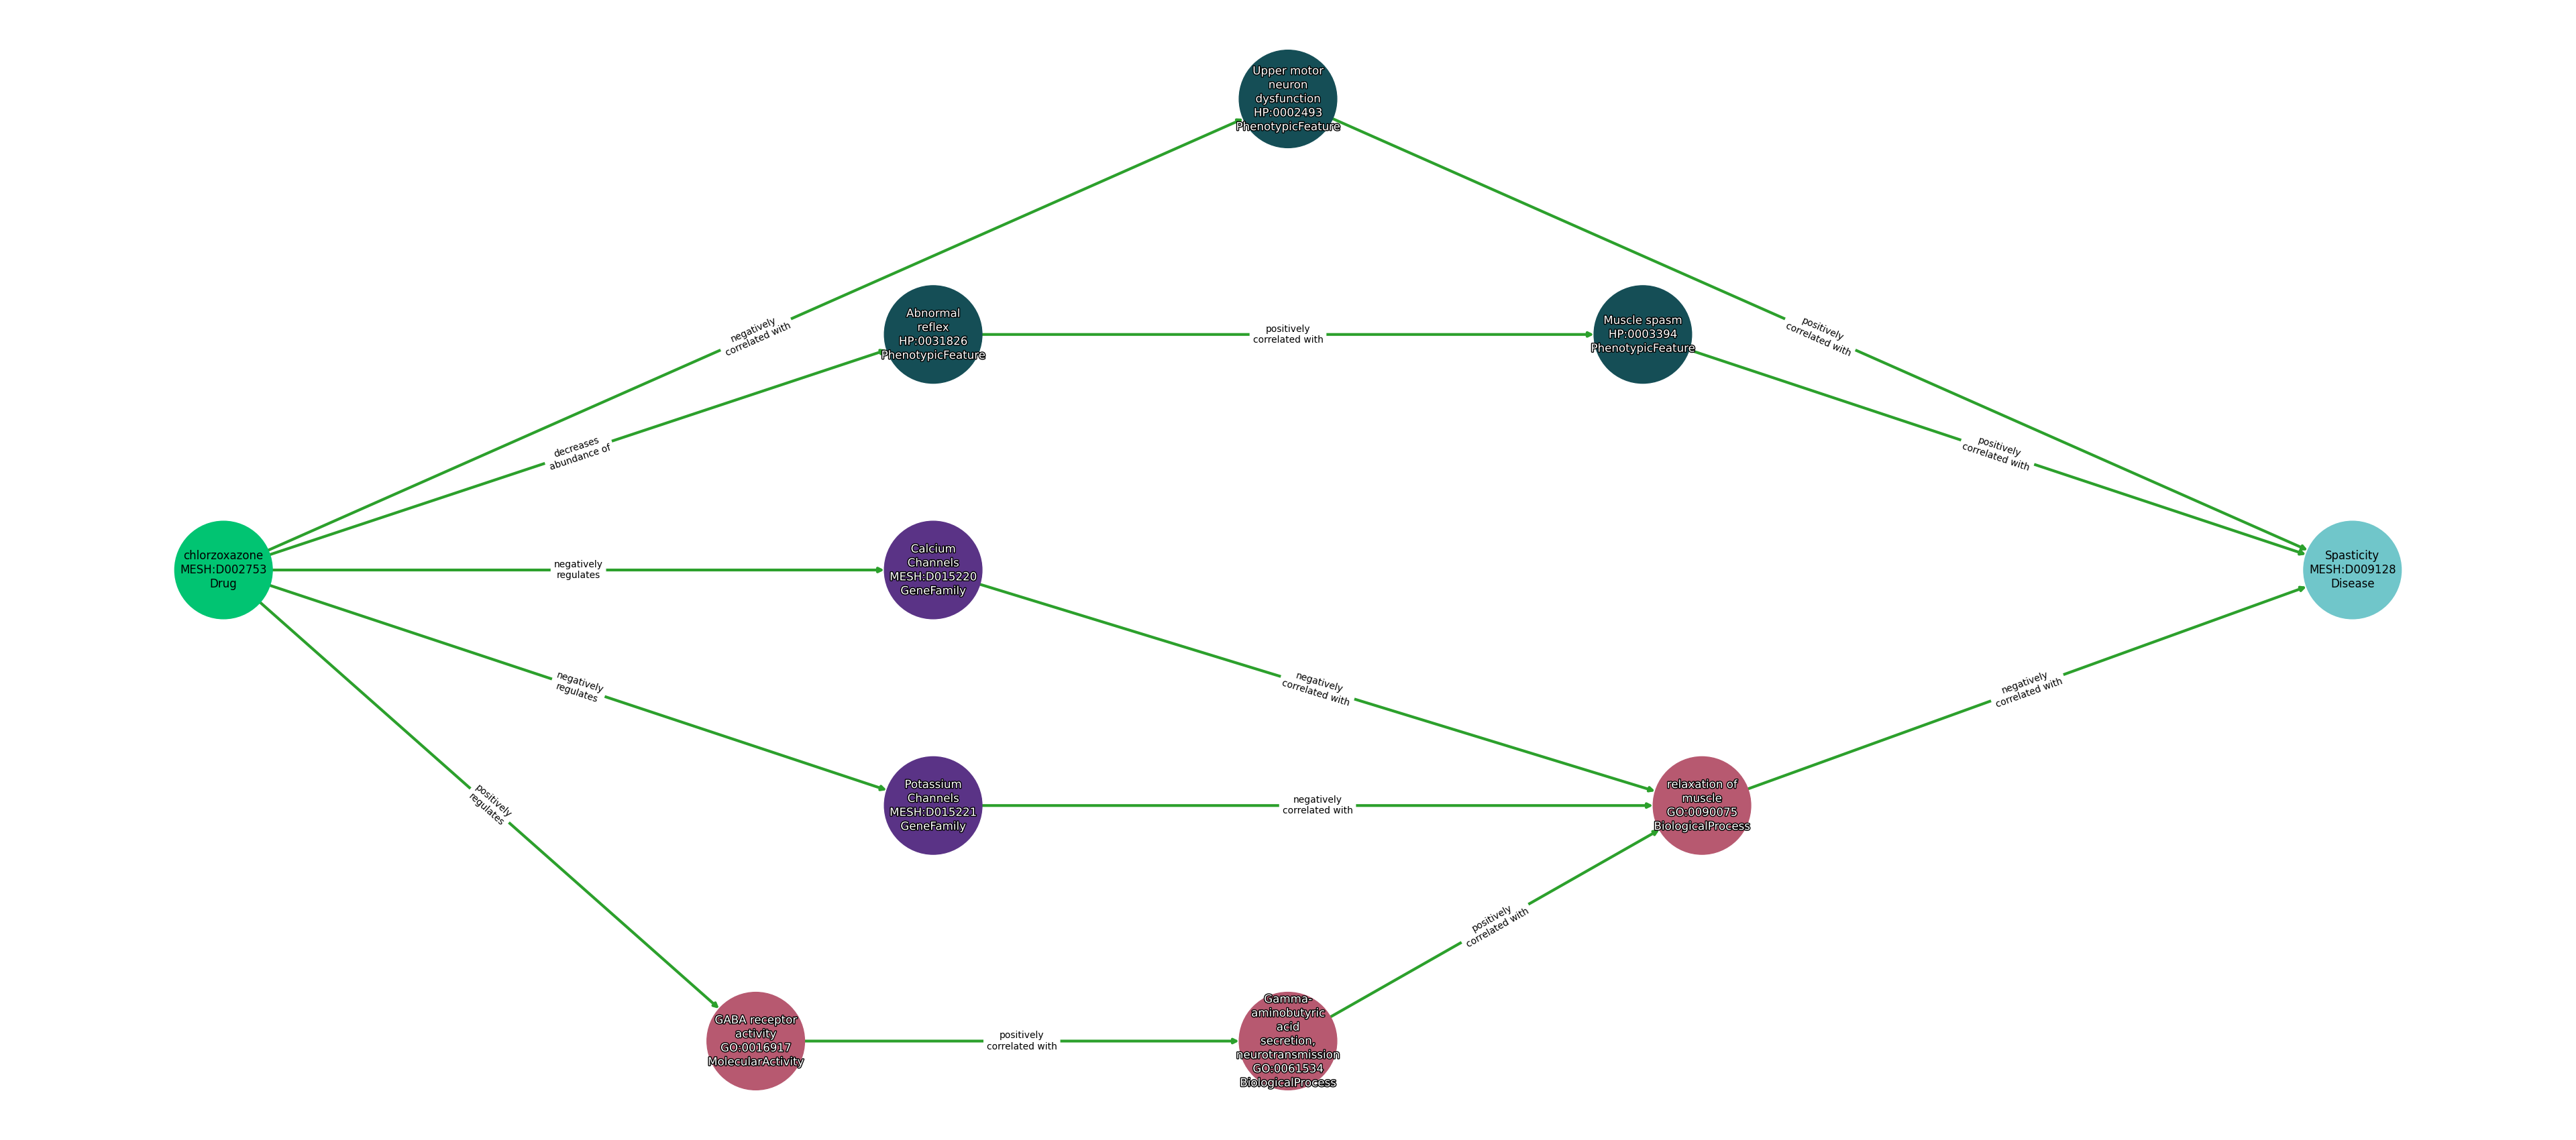 Upper motor
neuron
dysfunction
HP:0002493
PhenotypicFeature
negatively
correlated with
positively
correlated with
Abnormal
reflex
HP:0031826
PhenotypicFeature
positively
correlated with
Muscle spasm
HP:0003394
PhenotypicFeature
decreases
abundance of
positively
correlated with
chlorzoxazone
MESH:D002753
Drug
negatively
regulates
Calcium
Channels
MESH:D015220
GeneFamily
Spasticity
MESH:D009128
Disease
negatively
regulates
negatively
correlated with
negatively
correlated with
positively
regulates
Potassium
Channels
MESH:D015221
GeneFamily
negatively
correlated with
relaxation of
muscle
GO:0090075
BiologicalProcess
positively
correlated with
GABA receptor
activity
GO:0016917
MolecularActivity
positively
correlated with
Gamma-
aminobutyric
acid
secretion,
neurotransmission
GO:0061534
BiologicalProcess